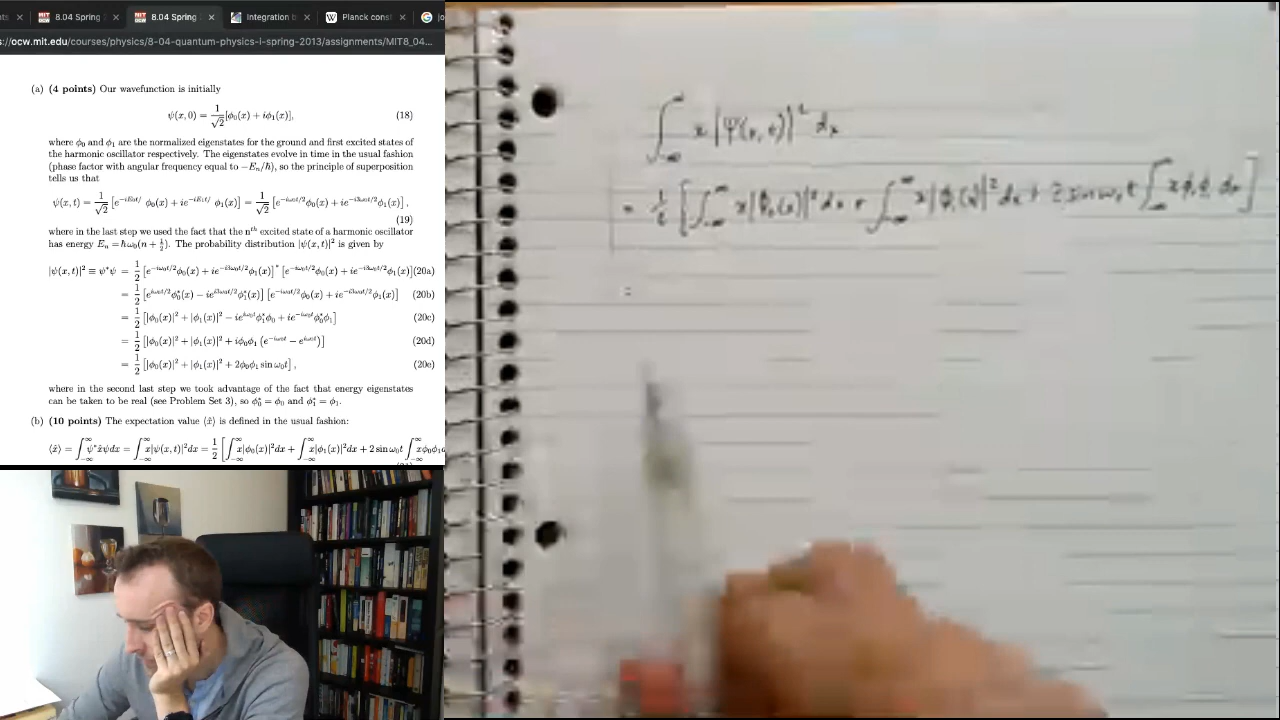 8.04 Spring
8.04 Spring
Integration b
Planck cons
jo
://ocw.mit.edu/courses/physics/8-04-quantum-physics-i-spring-2013/assignments/MIT8_04...
(a) (4 points) Our wavefunction is initially
ψ(x, 0) = 1/√2 [ϕ₀(x) + iϕ₁(x)], (18)
where ϕ₀ and ϕ₁ are the normalized eigenstates for the ground and first excited states of
the harmonic oscillator respectively. The eigenstates evolve in time in the usual fashion
(phase factor with angular frequency equal to −Eₙ/ℏ), so the principle of superposition
tells us that
ψ(x, t) = 1/√2 [e^{−iE₀t/ℏ} ϕ₀(x) + ie^{−iE₁t/ℏ} ϕ₁(x)] = 1/√2 [e^{−iω₀t/2}ϕ₀(x) + ie^{−i3ω₀t/2}ϕ₁(x)],
(19)
where in the last step we used the fact that the nᵗʰ excited state of a harmonic oscillator
has energy Eₙ = ℏω₀(n + ½). The probability distribution |ψ(x, t)|² is given by
|ψ(x, t)|² ≡ ψ*ψ = 1/2 [e^{−iω₀t/2}ϕ₀(x) + ie^{−i3ω₀t/2}ϕ₁(x)]* [e^{−iω₀t/2}ϕ₀(x) + ie^{−i3ω₀t/2}ϕ₁(x)] (20a)
= 1/2 [e^{iω₀t/2}ϕ₀*(x) − ie^{i3ω₀t/2}ϕ₁*(x)] [e^{−iω₀t/2}ϕ₀(x) + ie^{−i3ω₀t/2}ϕ₁(x)] (20b)
= 1/2 [|ϕ₀(x)|² + |ϕ₁(x)|² − ie^{iω₀t}ϕ₁*ϕ₀ + ie^{−iω₀t}ϕ₀*ϕ₁] (20c)
= 1/2 [|ϕ₀(x)|² + |ϕ₁(x)|² + iϕ₀ϕ₁ (e^{−iω₀t} − e^{iω₀t})] (20d)
= 1/2 [|ϕ₀(x)|² + |ϕ₁(x)|² + 2ϕ₀ϕ₁ sin ω₀t], (20e)
where in the second last step we took advantage of the fact that energy eigenstates
can be taken to be real (see Problem Set 3), so ϕ₀* = ϕ₀ and ϕ₁* = ϕ₁.
(b) (10 points) The expectation value ⟨x̂⟩ is defined in the usual fashion:
⟨x̂⟩ = ∫_{−∞}^{∞} ψ*x̂ψdx = ∫_{−∞}^{∞} x|ψ(x, t)|²dx = 1/2 [∫_{−∞}^{∞} x|ϕ₀(x)|²dx + ∫_{−∞}^{∞} x|ϕ₁(x)|²dx + 2 sin ω₀t ∫_{−∞}^{∞} xϕ₀ϕ₁d
∫_{−∞}^{∞} x |Ψ(x, t)|² dx
= 1/2 [∫_{−∞}^{∞} x|ϕ₀(x)|² dx + ∫_{−∞}^{∞} x|ϕ₁(x)|² dx + 2 sin ω₀ t ∫_{−∞}^{∞} xϕ₀ϕ₁ dx]